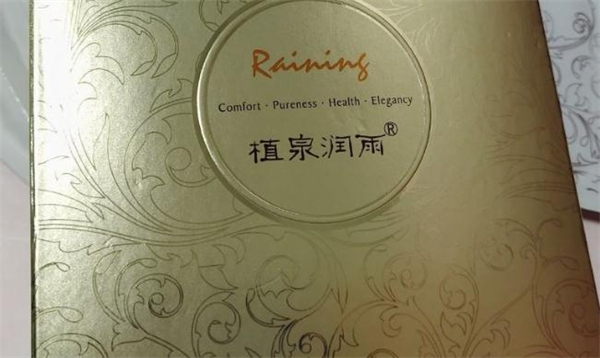 Raining
Comfort · Pureness · Health · Elegancy
植泉润雨®